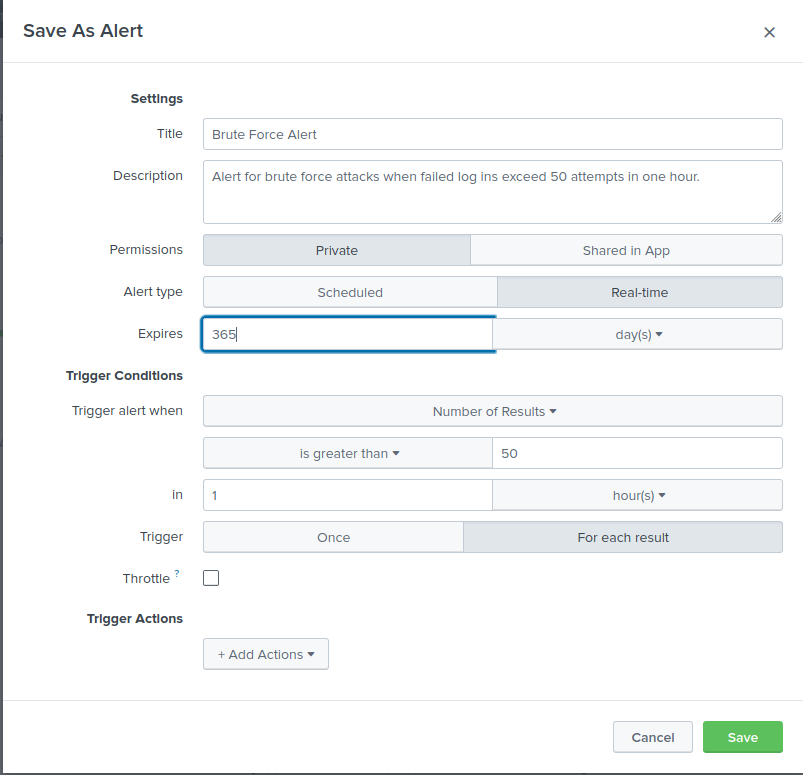 Save As Alert
×
Settings
Title
Brute Force Alert
Description
Alert for brute force attacks when failed log ins exceed 50 attempts in one hour.
Permissions
Private
Shared in App
Alert type
Scheduled
Real-time
Expires
365
day(s)
Trigger Conditions
Trigger alert when
Number of Results
is greater than
50
in
1
hour(s)
Trigger
Once
For each result
Throttle ?
Trigger Actions
+ Add Actions
Cancel
Save